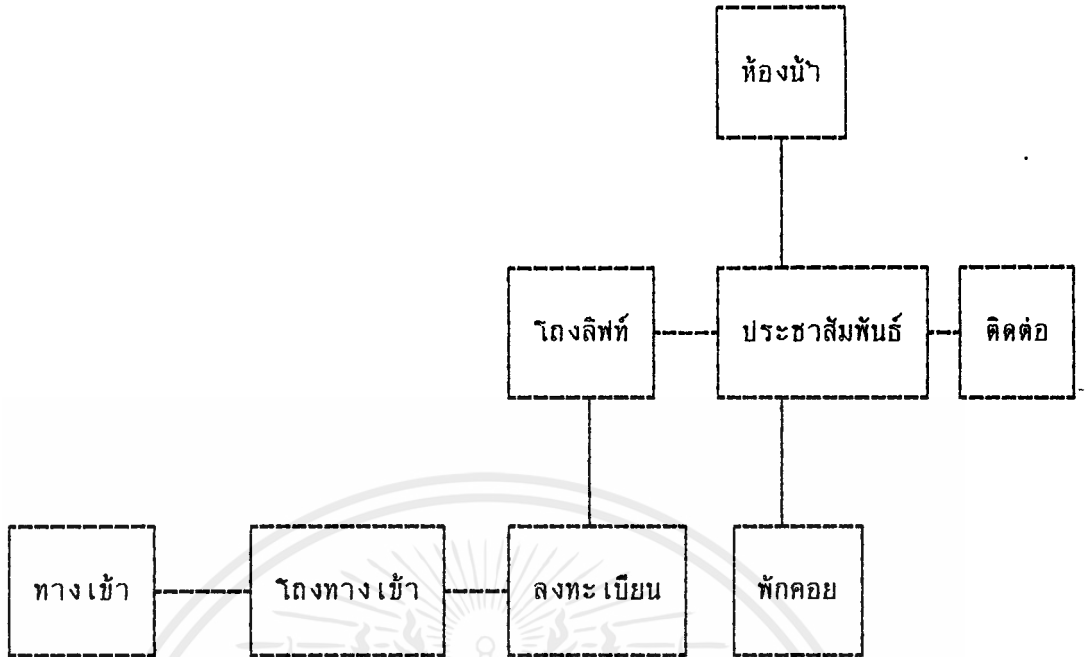 ห้องน้ำ
โถงลิฟท์
ประชาสัมพันธ์
ติดต่อ
ทางเข้า
โถงทางเข้า
ลงทะเบียน
พักคอย